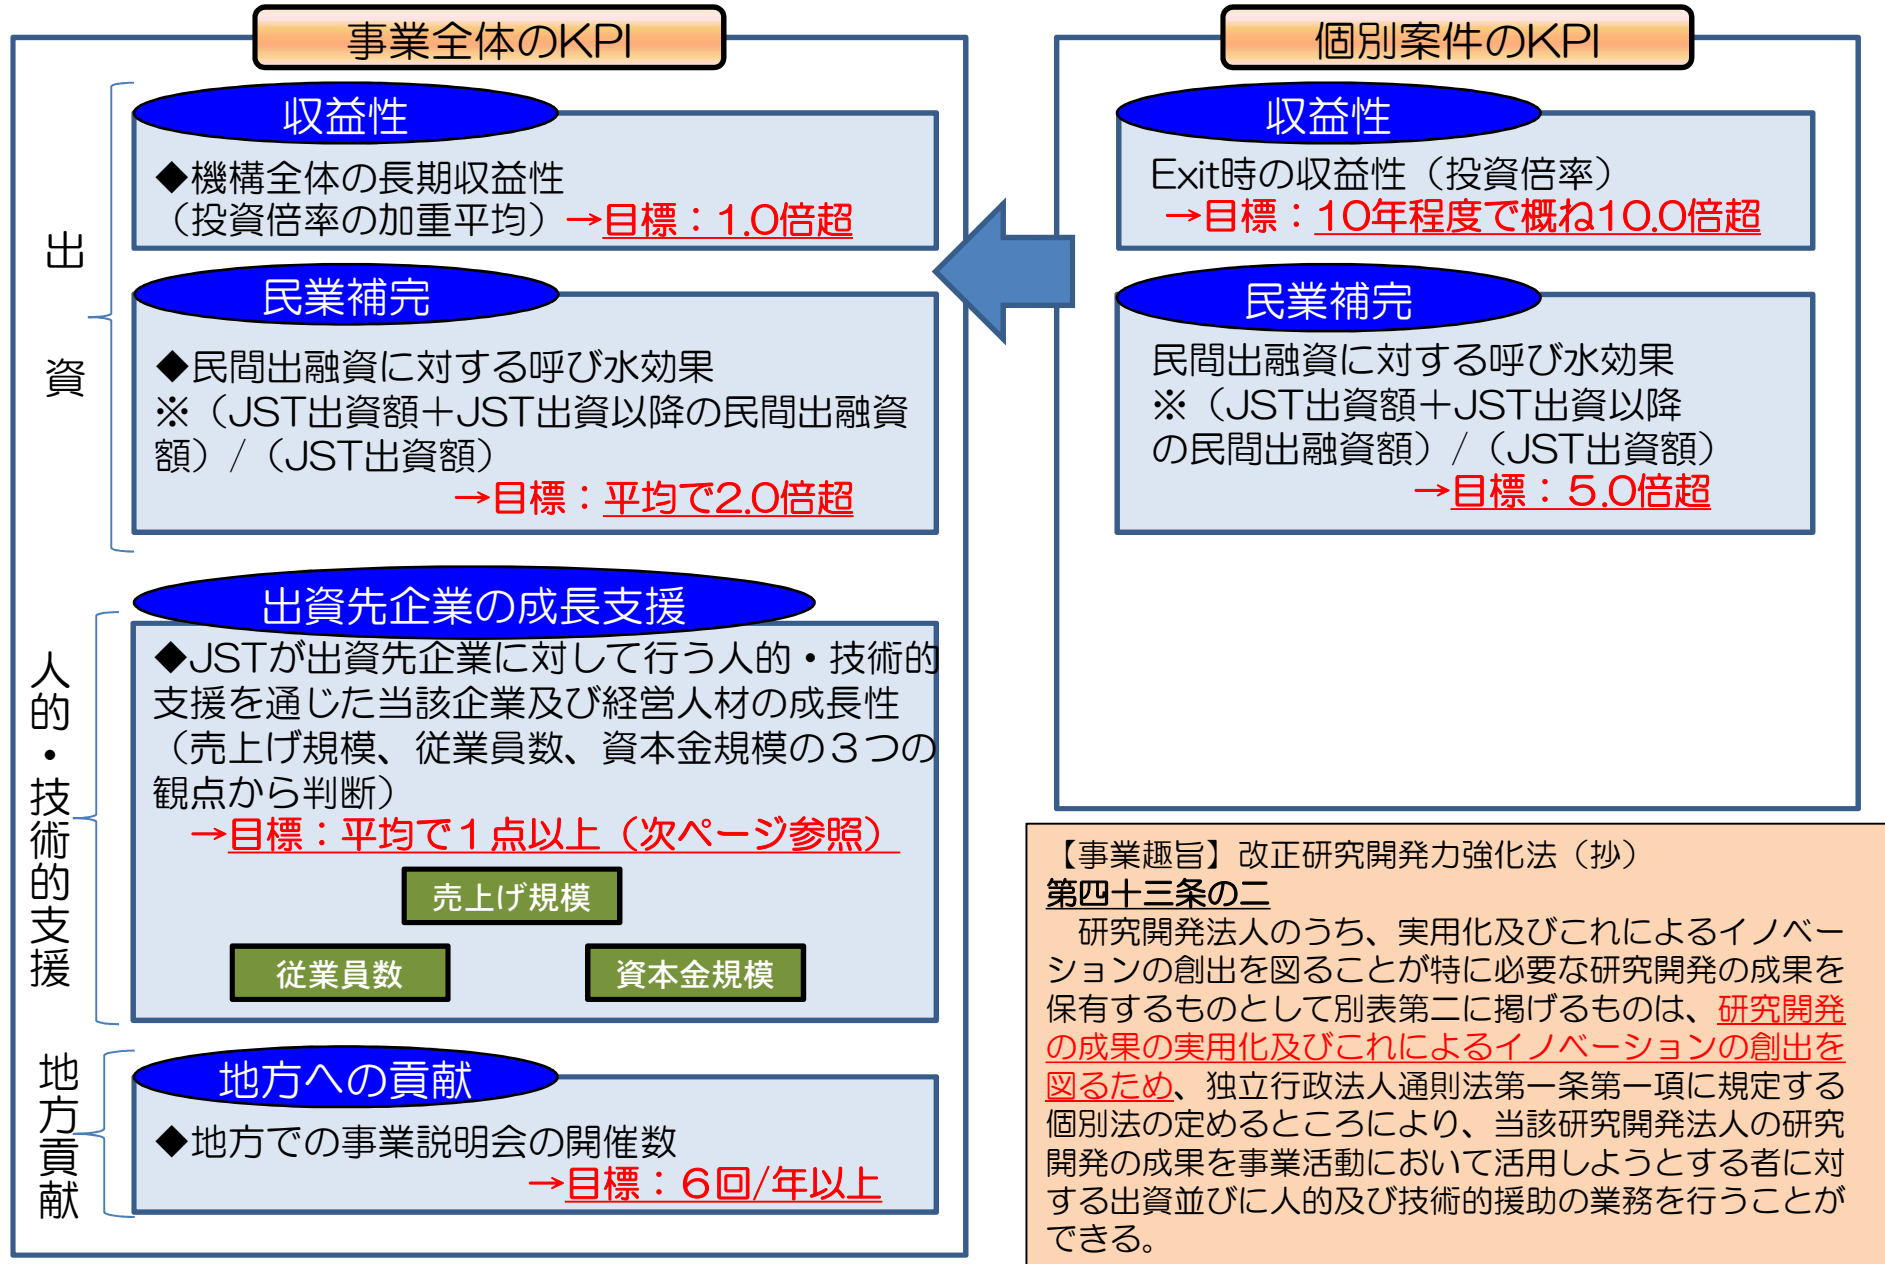 事業全体のKPI
出資
収益性
◆機構全体の長期収益性
（投資倍率の加重平均）→目標：1.0倍超
民業補完
◆民間出融資に対する呼び水効果
※（JST出資額＋JST出資以降の民間出融資
額）/（JST出資額）
→目標：平均で2.0倍超
人的・技術的支援
出資先企業の成長支援
◆JSTが出資先企業に対して行う人的・技術的
支援を通じた当該企業及び経営人材の成長性
（売上げ規模、従業員数、資本金規模の３つの
観点から判断）
→目標：平均で１点以上（次ページ参照）
売上げ規模
従業員数
資本金規模
地方貢献
地方への貢献
◆地方での事業説明会の開催数
→目標：６回/年以上
個別案件のKPI
収益性
Exit時の収益性（投資倍率）
→目標：10年程度で概ね10.0倍超
民業補完
民間出融資に対する呼び水効果
※（JST出資額＋JST出資以降
の民間出融資額）/（JST出資額）
→目標：５.0倍超
【事業趣旨】改正研究開発力強化法（抄）
第四十三条の二
　研究開発法人のうち、実用化及びこれによるイノベー
ションの創出を図ることが特に必要な研究開発の成果を
保有するものとして別表第二に掲げるものは、研究開発
の成果の実用化及びこれによるイノベーションの創出を
図るため、独立行政法人通則法第一条第一項に規定する
個別法の定めるところにより、当該研究開発法人の研究
開発の成果を事業活動において活用しようとする者に対
する出資並びに人的及び技術的援助の業務を行うことが
できる。